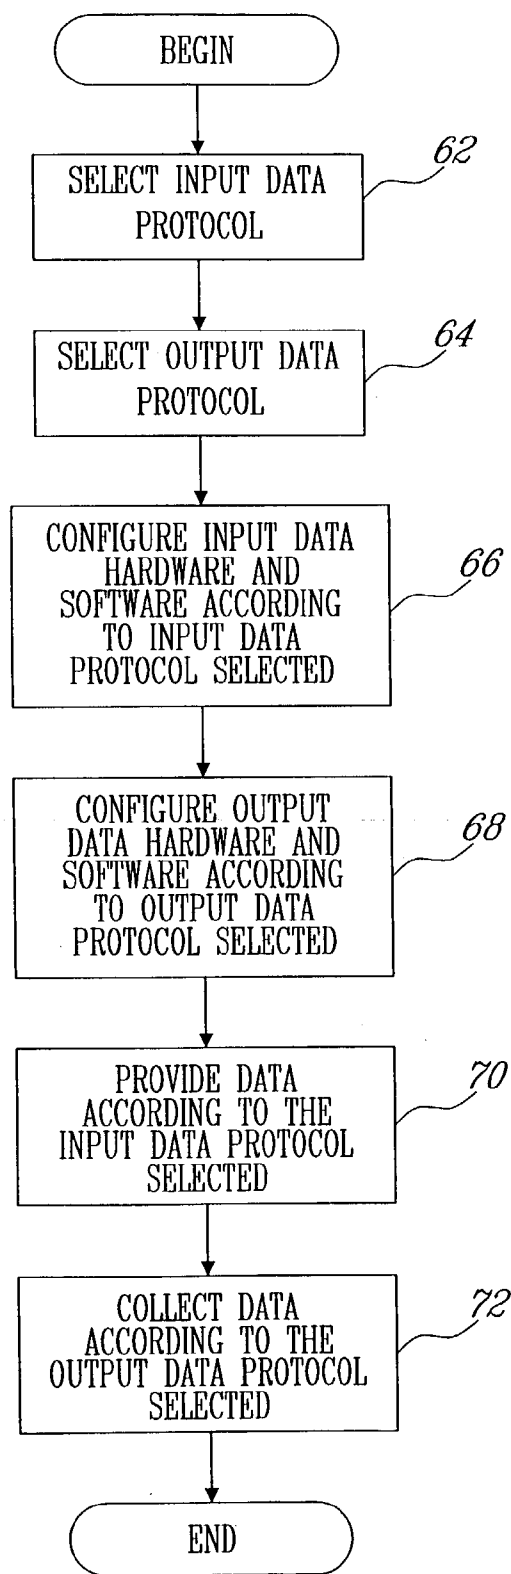 BEGIN
62
SELECT INPUT DATA
PROTOCOL
64
SELECT OUTPUT DATA
PROTOCOL
66
CONFIGURE INPUT DATA
HARDWARE AND
SOFTWARE ACCORDING
TO INPUT DATA
PROTOCOL SELECTED
68
CONFIGURE OUTPUT
DATA HARDWARE AND
SOFTWARE ACCORDING
TO OUTPUT DATA
PROTOCOL SELECTED
70
PROVIDE DATA
ACCORDING TO THE
INPUT DATA PROTOCOL
SELECTED
72
COLLECT DATA
ACCORDING TO THE
OUTPUT DATA PROTOCOL
SELECTED
END